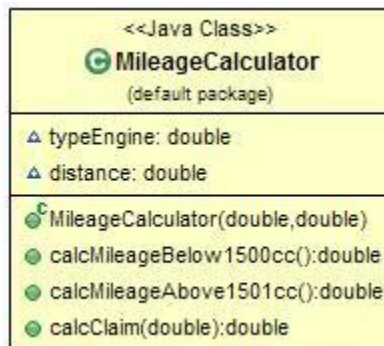 <<Java Class>>
MileageCalculator
(default package)
typeEngine: double
distance: double
MileageCalculator(double,double)
calcMileageBelow1500cc():double
calcMileageAbove1501cc():double
calcClaim(double):double